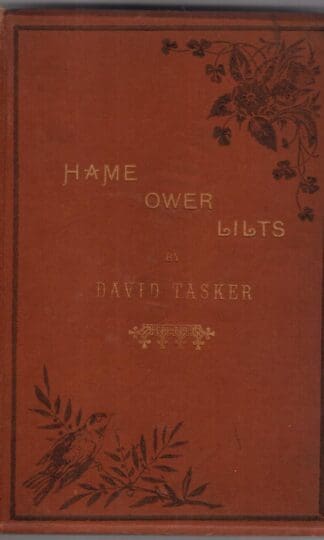 HAME
OWER
LILTS
BY
DAVID TASKER